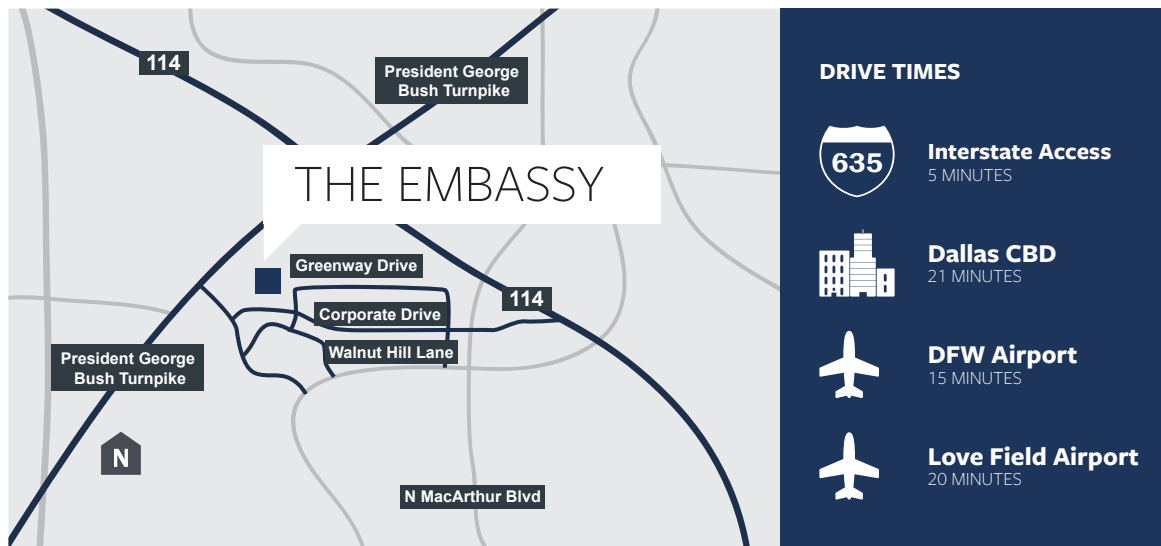 114
President George
Bush Turnpike
THE EMBASSY
Greenway Drive
114
Corporate Drive
Walnut Hill Lane
President George
Bush Turnpike
N
N MacArthur Blvd
DRIVE TIMES
635
Interstate Access
5 MINUTES
Dallas CBD
21 MINUTES
DFW Airport
15 MINUTES
Love Field Airport
20 MINUTES